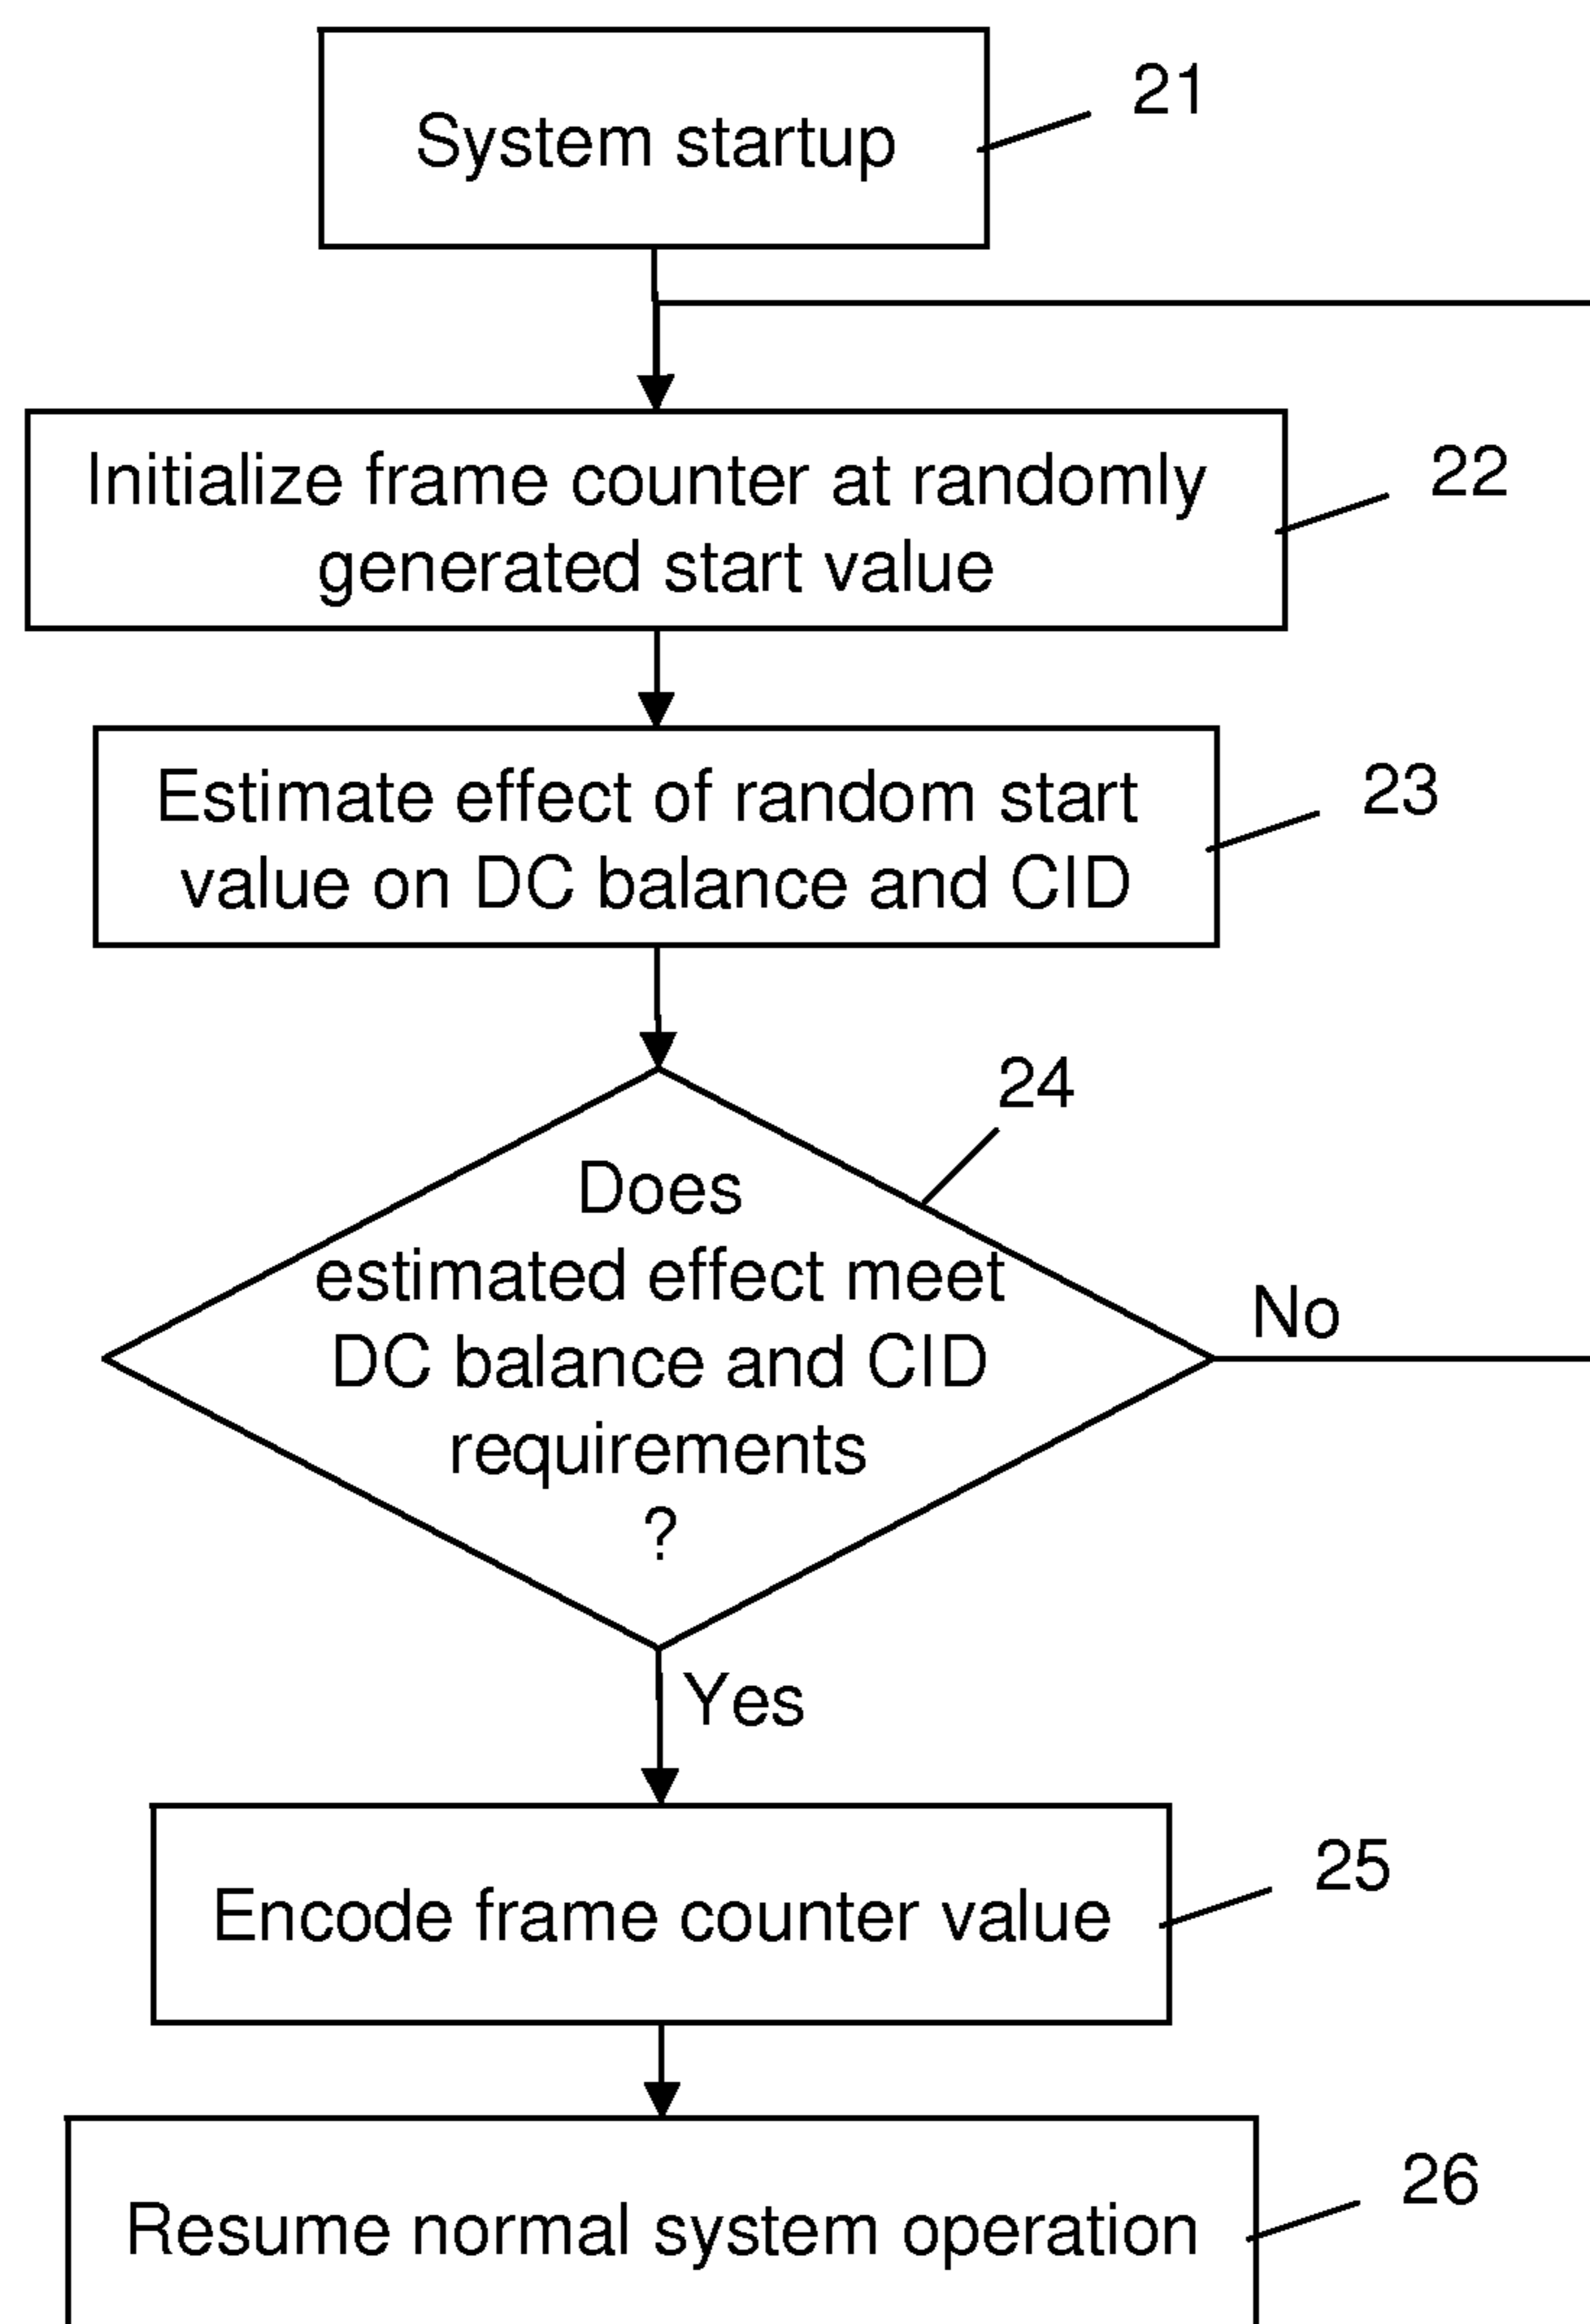 System startup
21
Initialize frame counter at randomly
generated start value
22
Estimate effect of random start
value on DC balance and CID
23
24
Does
estimated effect meet
DC balance and CID
requirements
?
No
Yes
Encode frame counter value
25
Resume normal system operation
26